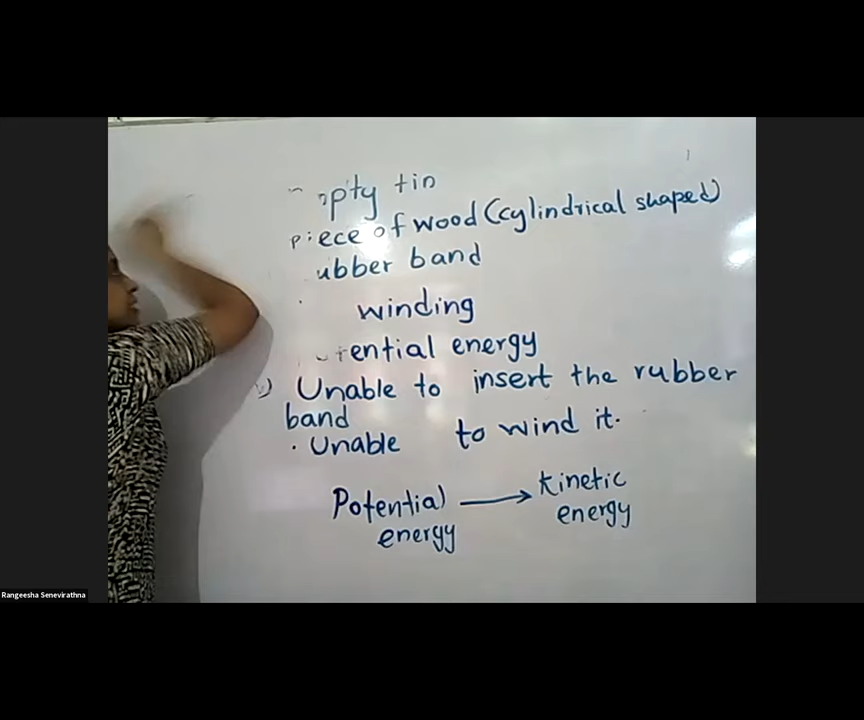 pty tin
piece of wood (cylindrical shaped)
ubber band
winding
ential energy
Unable to insert the rubber
band
· Unable to wind it.
Potential → kinetic
energy energy
Rangeesha Senevirathna